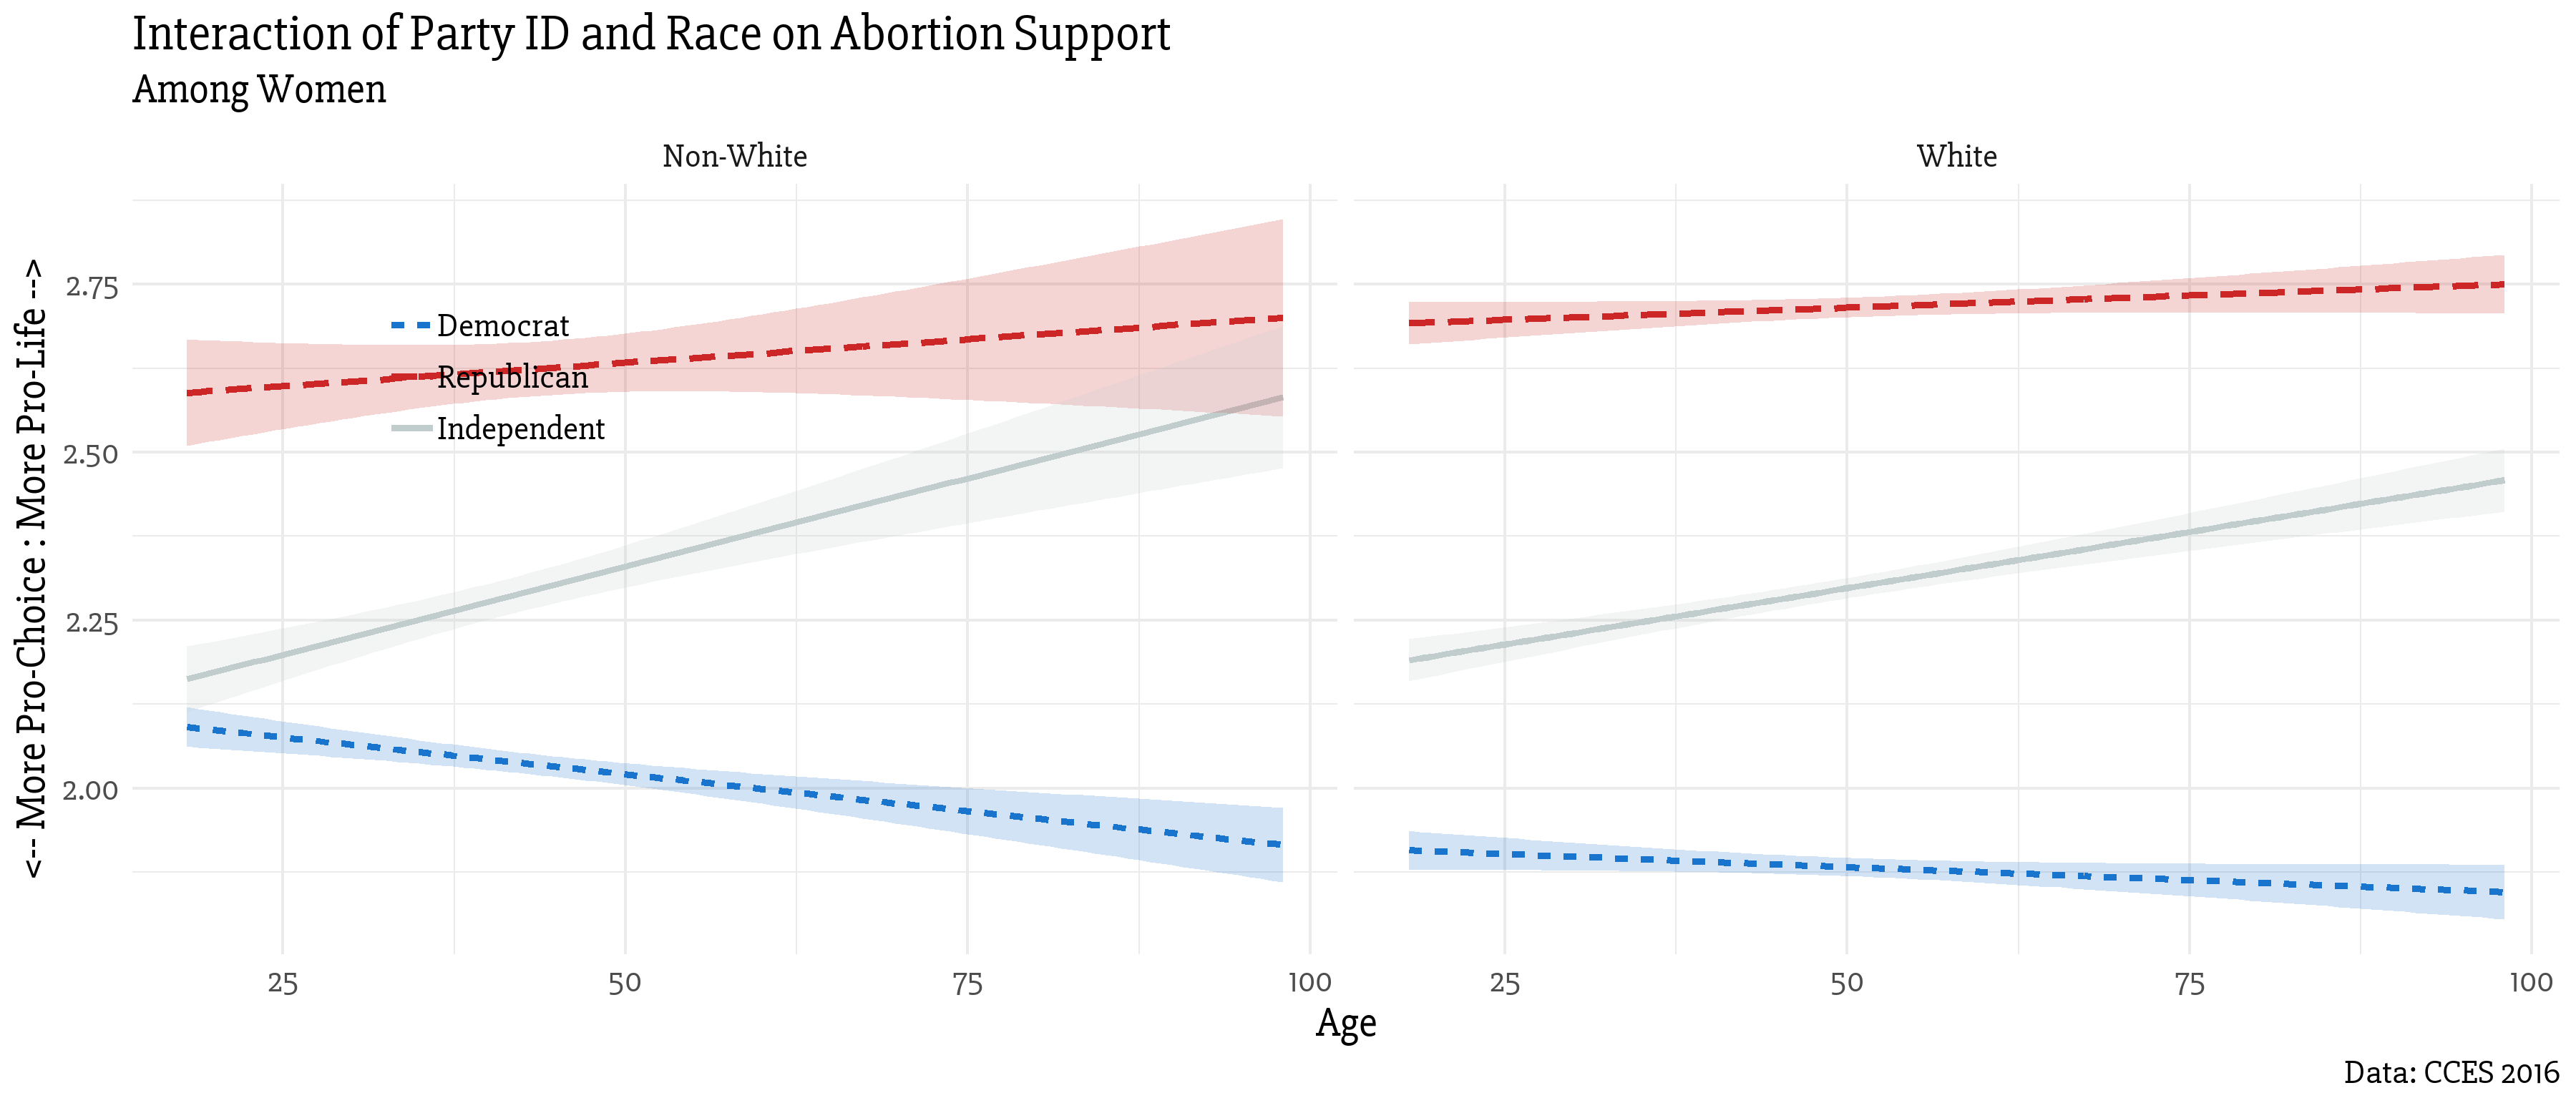 Interaction of Party ID and Race on Abortion Support
Among Women
Non-White
White
<-- More Pro-Choice : More Pro-Life -->
2.75
2.50
2.25
2.00
Democrat
Republican
Independent
25 50 75 100
25 50 75 100
Age
Data: CCES 2016